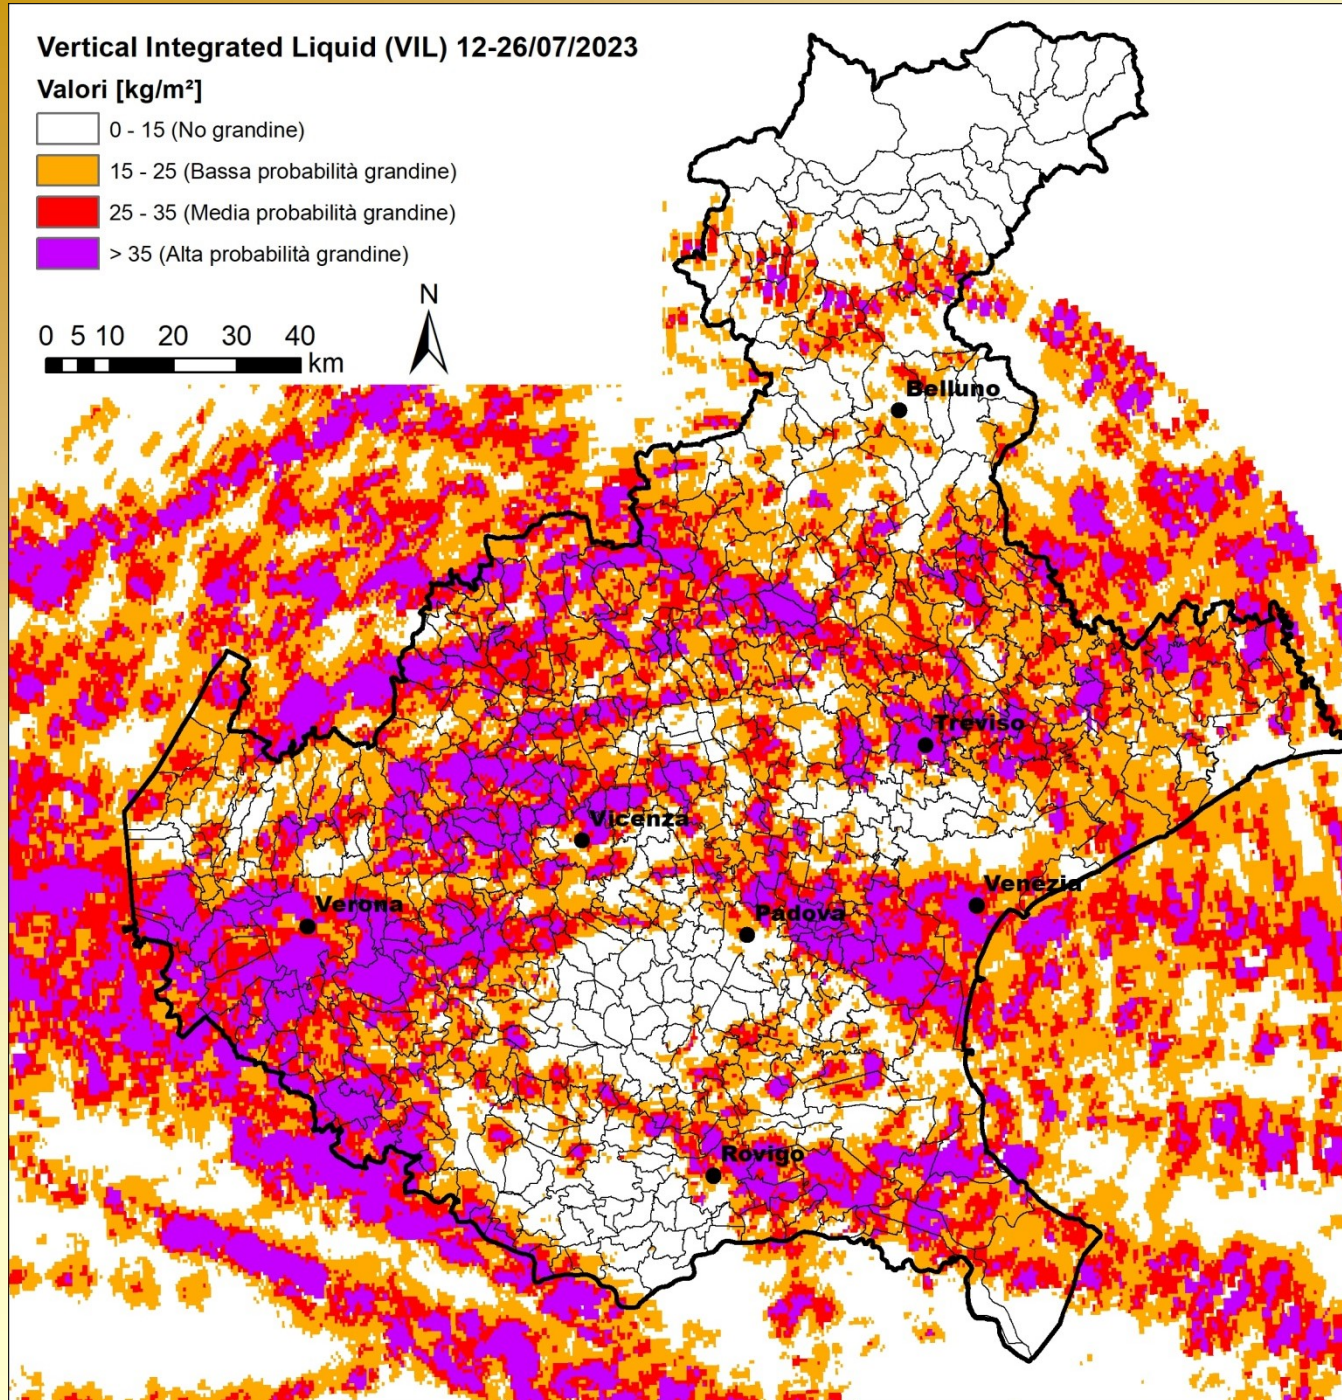 Vertical Integrated Liquid (VIL) 12-26/07/2023
Valori [kg/m²]
0 - 15 (No grandine)
15 - 25 (Bassa probabilità grandine)
25 - 35 (Media probabilità grandine)
> 35 (Alta probabilità grandine)
N
0 5 10 20 30 40
km
Belluno
Treviso
Vicenza
Venezia
Verona
Padova
Rovigo